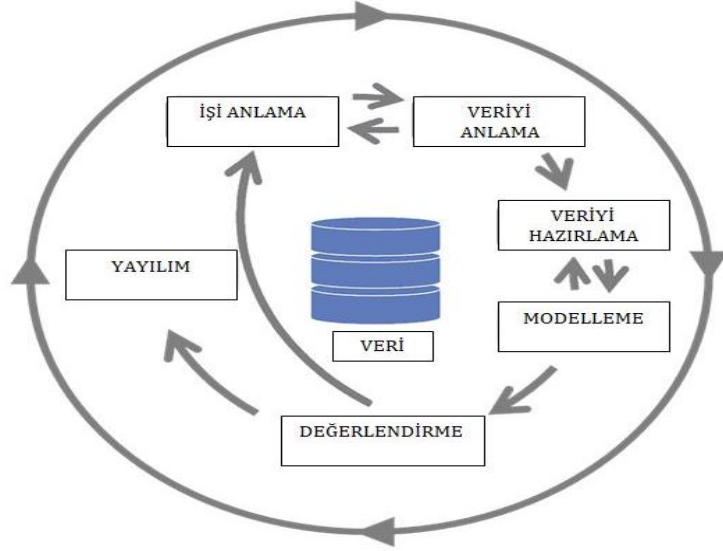 İŞİ ANLAMA
VERİYİ
ANLAMA
VERİYİ
HAZIRLAMA
YAYILIM
MODELLEME
VERİ
DEĞERLENDİRME